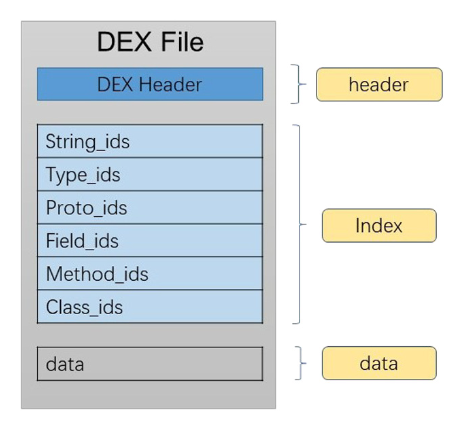 DEX File
DEX Header
header
String_ids
Type_ids
Proto_ids
Field_ids
Index
Method_ids
Class_ids
data
data